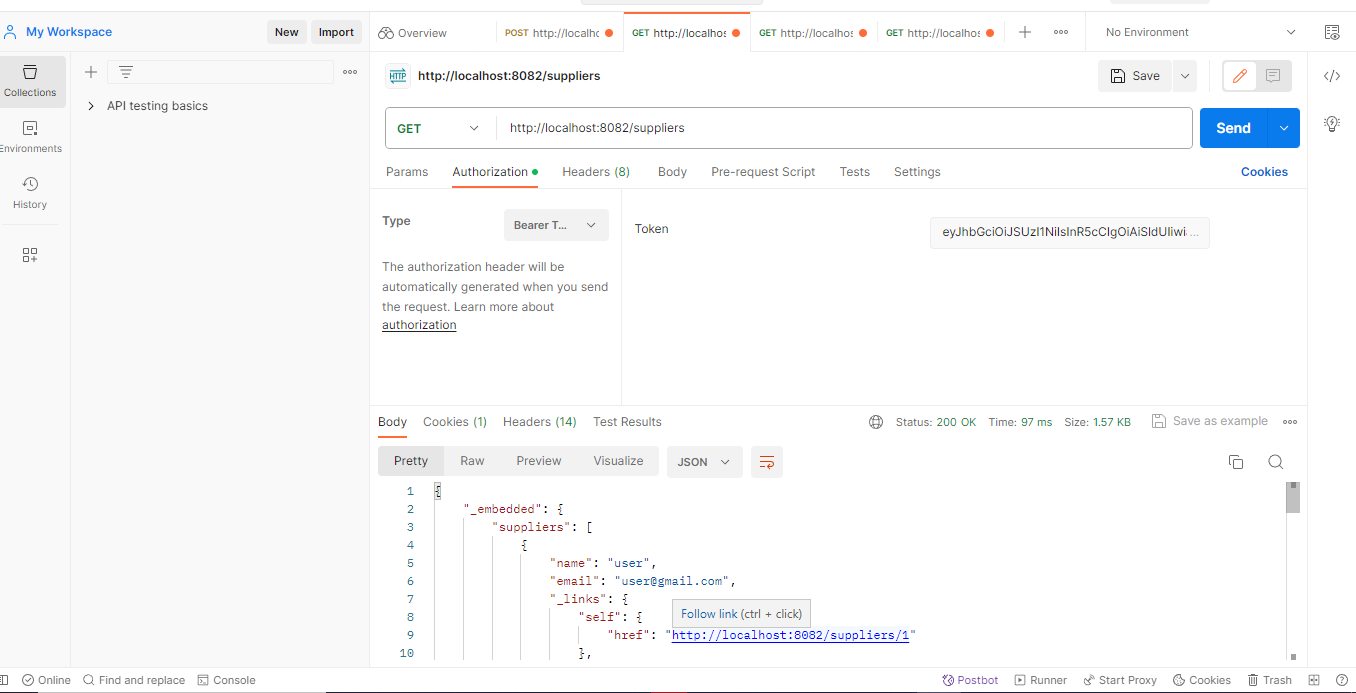 My Workspace
New
Import
Overview
POST http://localhc
GET http://localhos
GET http://localhos
GET http://localhos
No Environment
Collections
Environments
History
API testing basics
HTTP
http://localhost:8082/suppliers
Save
GET
http://localhost:8082/suppliers
Send
Params
Authorization
Headers (8)
Body
Pre-request Script
Tests
Settings
Cookies
Type
Bearer T...
The authorization header will be
automatically generated when you send
the request. Learn more about
authorization
Token
eyJhbGciOiJSUzI1NiIsInR5cCIgOiAiSldUIiwi...
Body
Cookies (1)
Headers (14)
Test Results
Status: 200 OK
Time: 97 ms
Size: 1.57 KB
Save as example
Pretty
Raw
Preview
Visualize
JSON
1 {
2 "_embedded": {
3 "suppliers": [
4 {
5 "name": "user",
6 "email": "user@gmail.com",
7 "_links": {
Follow link (ctrl + click)
8 "self": {
9 "href": "http://localhost:8082/suppliers/1"
10 },
Online
Find and replace
Console
Postbot
Runner
Start Proxy
Cookies
Trash